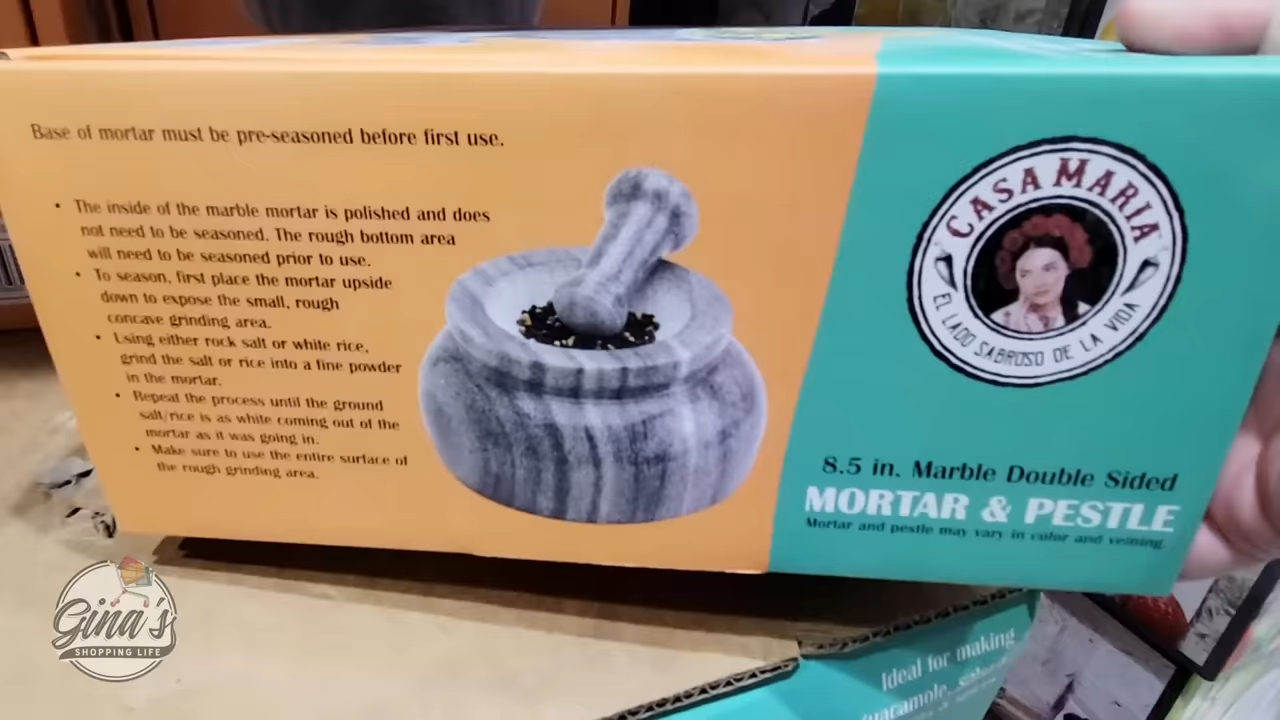 Base of mortar must be pre-seasoned before first use.
• The inside of the marble mortar is polished and does
not need to be seasoned. The rough bottom area
will need to be seasoned prior to use.
• To season, first place the mortar upside
down to expose the small, rough
concave grinding area.
• Using either rock salt or white rice,
grind the salt or rice into a fine powder
in the mortar.
• Repeat the process until the ground
salt/rice is as white coming out of the
mortar as it was going in.
• Make sure to use the entire surface of
the rough grinding area.
CASA MARIA
EL LADO SABROSO DE LA VIDA
8.5 in. Marble Double Sided
MORTAR & PESTLE
Mortar and pestle may vary in color and veining.
Gina's
SHOPPING LIFE
Ideal for making